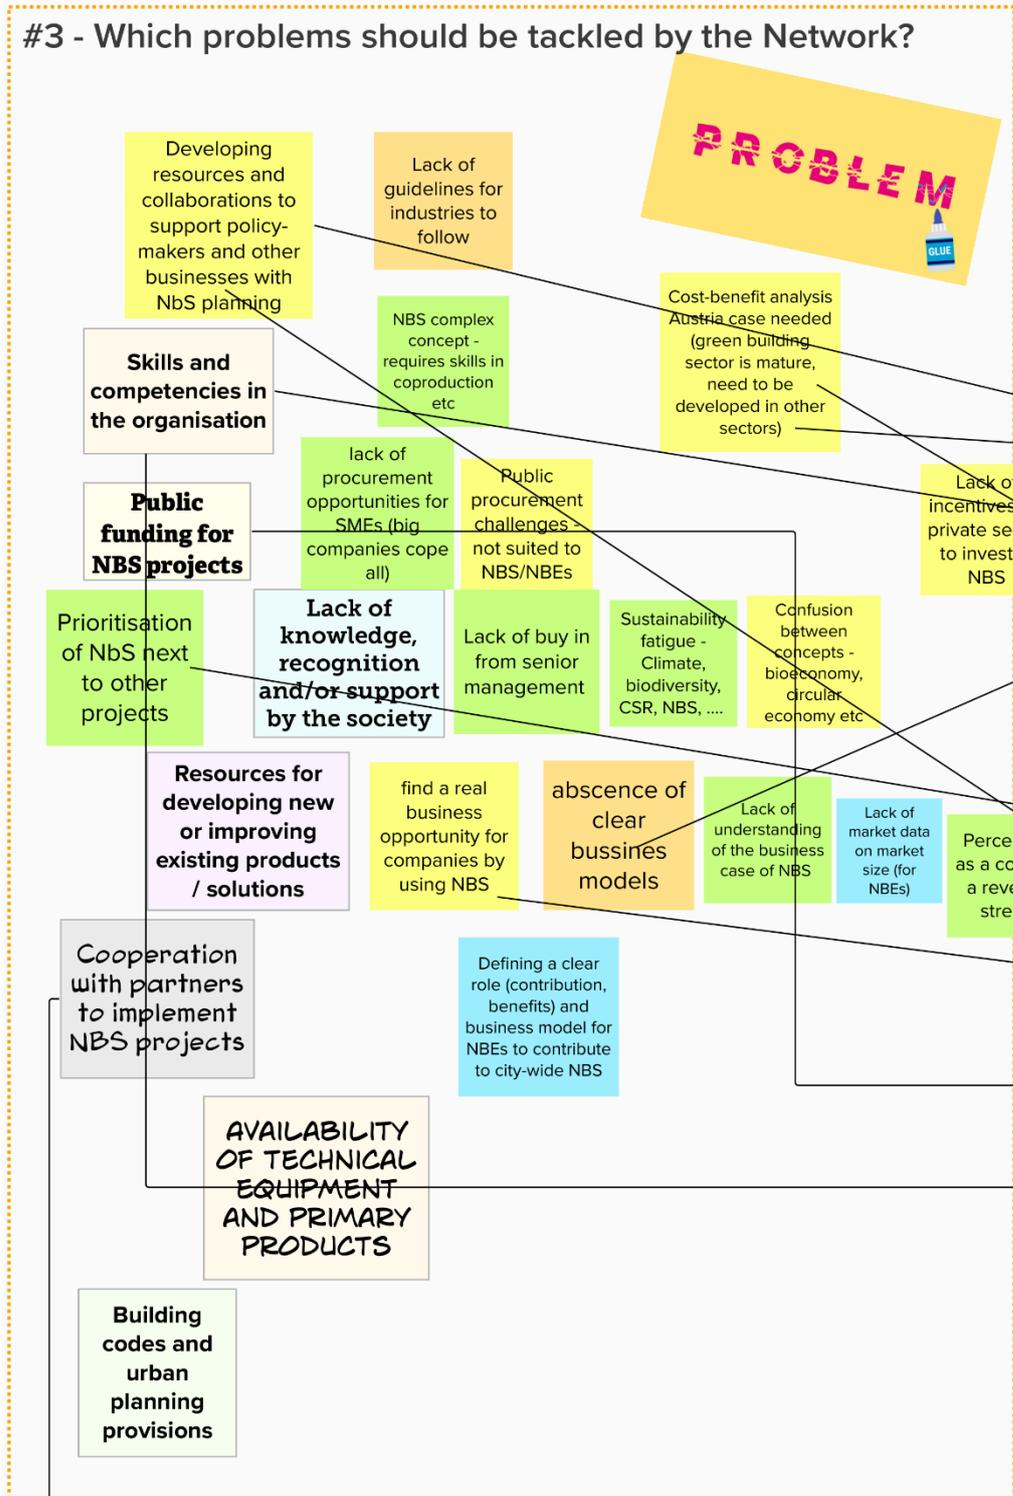 #3 - Which problems should be tackled by the Network?
PROBLEM
GLUE
Developing
resources and
collaborations to
support policy-
makers and other
businesses with
NbS planning
Lack of
guidelines for
industries to
follow
Cost-benefit analysis
Austria case needed
(green building
sector is mature,
need to be
developed in other
sectors)
NBS complex
concept -
requires skills in
coproduction
etc
Skills and
competencies in
the organisation
lack of
procurement
opportunities for
SMEs (big
companies cope
all)
Public
procurement
challenges -
not suited to
NBS/NBEs
Lack of
incentives
private se
to invest
NBS
Public
funding for
NBS projects
Prioritisation
of NbS next
to other
projects
Lack of
knowledge,
recognition
and/or support
by the society
Lack of buy in
from senior
management
Sustainability
fatigue -
Climate,
biodiversity,
CSR, NBS, ....
Confusion
between
concepts -
bioeconomy,
circular
economy etc
Resources for
developing new
or improving
existing products
/ solutions
find a real
business
opportunity for
companies by
using NBS
abscence of
clear
bussines
models
Lack of
understanding
of the business
case of NBS
Lack of
market data
on market
size (for
NBEs)
as a
a
Cooperation
with partners
to implement
NBS projects
Defining a clear
role (contribution,
benefits) and
business model for
NBEs to contribute
to city-wide NBS
AVAILABILITY
OF TECHNICAL
EQUIPMENT
AND PRIMARY
PRODUCTS
Building
codes and
urban
planning
provisions